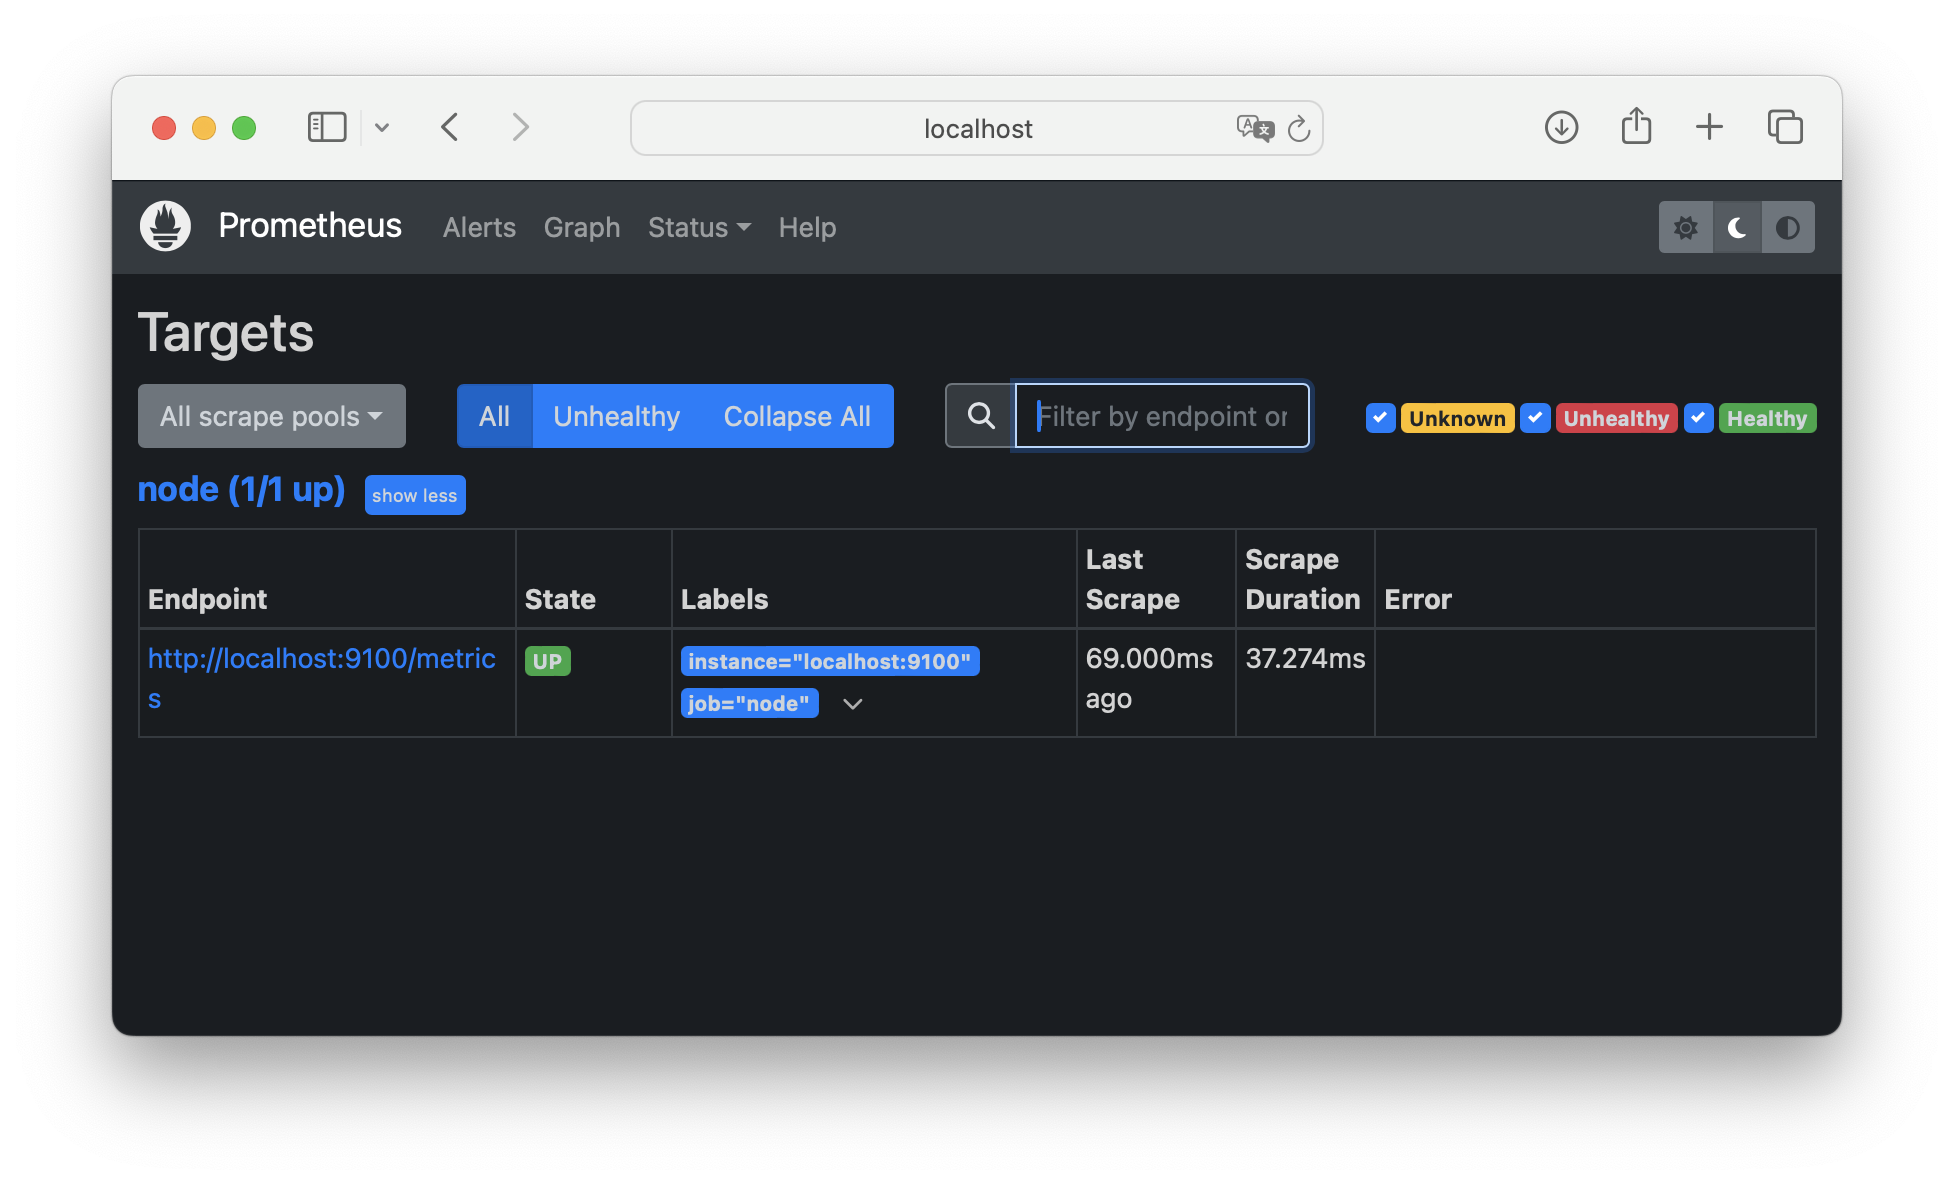 localhost
Prometheus Alerts Graph Status Help
Targets
All scrape pools All Unhealthy Collapse All Filter by endpoint or Unknown Unhealthy Healthy
node (1/1 up) show less
Endpoint State Labels Last Scrape Scrape Duration Error
http://localhost:9100/metrics UP instance="localhost:9100" job="node" 69.000ms ago 37.274ms